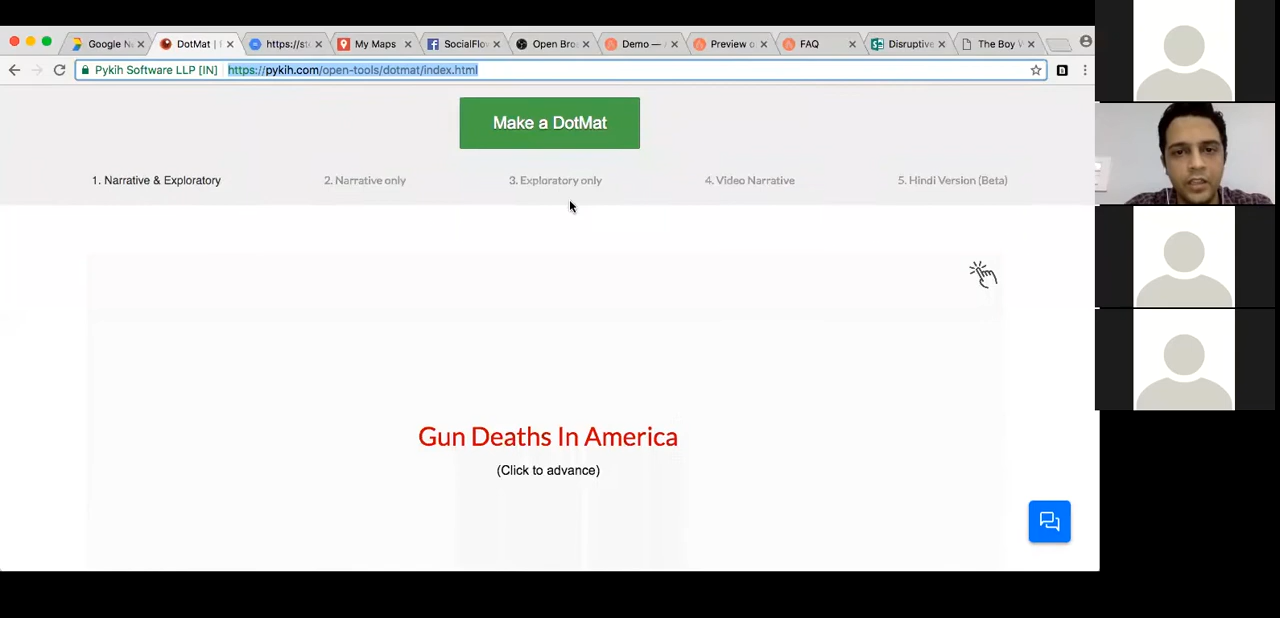 Google N DotMat | https://st My Maps SocialFlo Open Bro Demo — Preview o FAQ Disruptive The Boy
Pykih Software LLP [IN] https://pykih.com/open-tools/dotmat/index.html
Make a DotMat
1. Narrative & Exploratory 2. Narrative only 3. Exploratory only 4. Video Narrative 5. Hindi Version (Beta)
Gun Deaths In America
(Click to advance)